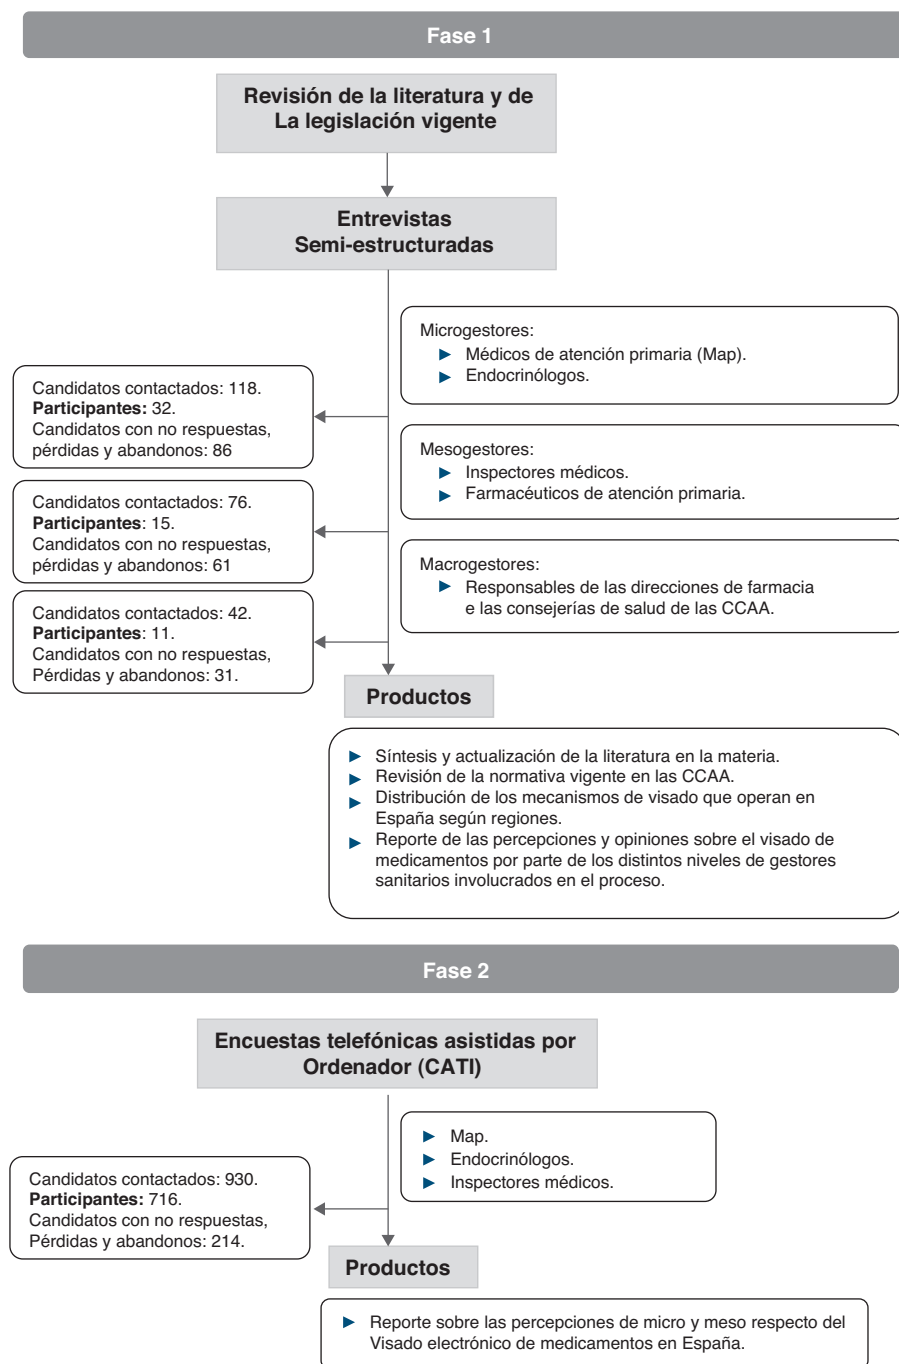 Fase 1
Revisión de la literatura y de
La legislación vigente
Entrevistas
Semi-estructuradas
Microgestores:
Médicos de atención primaria (Map).
Endocrinólogos.
Candidatos contactados: 118.
Participantes: 32.
Candidatos con no respuestas,
pérdidas y abandonos: 86
Mesogestores:
Inspectores médicos.
Farmacéuticos de atención primaria.
Candidatos contactados: 76.
Participantes: 15.
Candidatos con no respuestas,
pérdidas y abandonos: 61
Macrogestores:
Responsables de las direcciones de farmacia
e las consejerías de salud de las CCAA.
Candidatos contactados: 42.
Participantes: 11.
Candidatos con no respuestas,
Pérdidas y abandonos: 31.
Productos
Síntesis y actualización de la literatura en la materia.
Revisión de la normativa vigente en las CCAA.
Distribución de los mecanismos de visado que operan en
España según regiones.
Reporte de las percepciones y opiniones sobre el visado de
medicamentos por parte de los distintos niveles de gestores
sanitarios involucrados en el proceso.
Fase 2
Encuestas telefónicas asistidas por
Ordenador (CATI)
Map.
Endocrinólogos.
Inspectores médicos.
Candidatos contactados: 930.
Participantes: 716.
Candidatos con no respuestas,
Pérdidas y abandonos: 214.
Productos
Reporte sobre las percepciones de micro y meso respecto del
Visado electrónico de medicamentos en España.